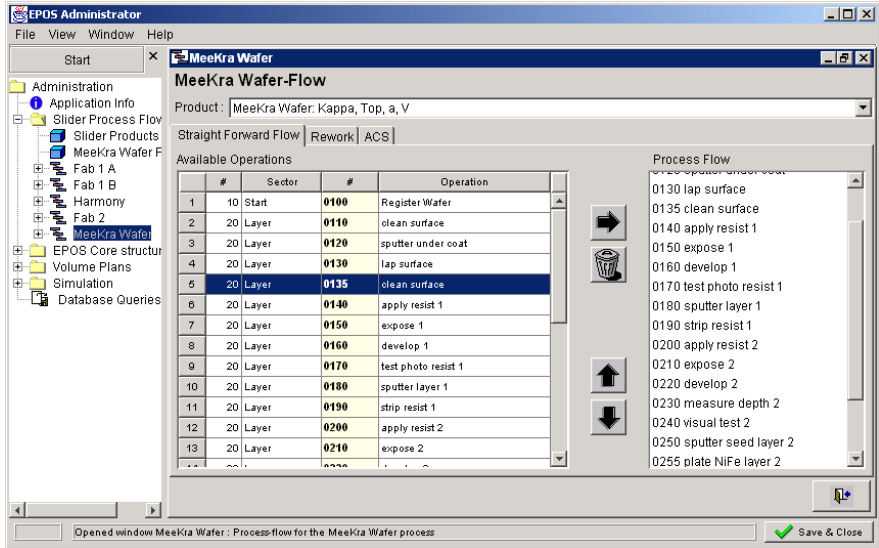 EPOS Administrator
File View Window Help
Start
Administration
Application Info
Slider Process Flov
Slider Products
MeeKra Wafer F
Fab 1 A
Fab 1 B
Harmony
Fab 2
MeeKra Wafer
EPOS Core structur
Volume Plans
Simulation
Database Queries
MeeKra Wafer
MeeKra Wafer-Flow
Product : MeeKra Wafer: Kappa, Top, a, V
Straight Forward Flow Rework ACS
Available Operations
# Sector # Operation
1 10 Start 0100 Register Wafer
2 20 Layer 0110 clean surface
3 20 Layer 0120 sputter under coat
4 20 Layer 0130 lap surface
5 20 Layer 0135 clean surface
6 20 Layer 0140 apply resist 1
7 20 Layer 0150 expose 1
8 20 Layer 0160 develop 1
9 20 Layer 0170 test photo resist 1
10 20 Layer 0180 sputter layer 1
11 20 Layer 0190 strip resist 1
12 20 Layer 0200 apply resist 2
13 20 Layer 0210 expose 2
Process Flow
0130 lap surface
0135 clean surface
0140 apply resist 1
0150 expose 1
0160 develop 1
0170 test photo resist 1
0180 sputter layer 1
0190 strip resist 1
0200 apply resist 2
0210 expose 2
0220 develop 2
0230 measure depth 2
0240 visual test 2
0250 sputter seed layer 2
0255 plate NiFe layer 2
Opened window MeeKra Wafer : Process-flow for the MeeKra Wafer process
Save & Close